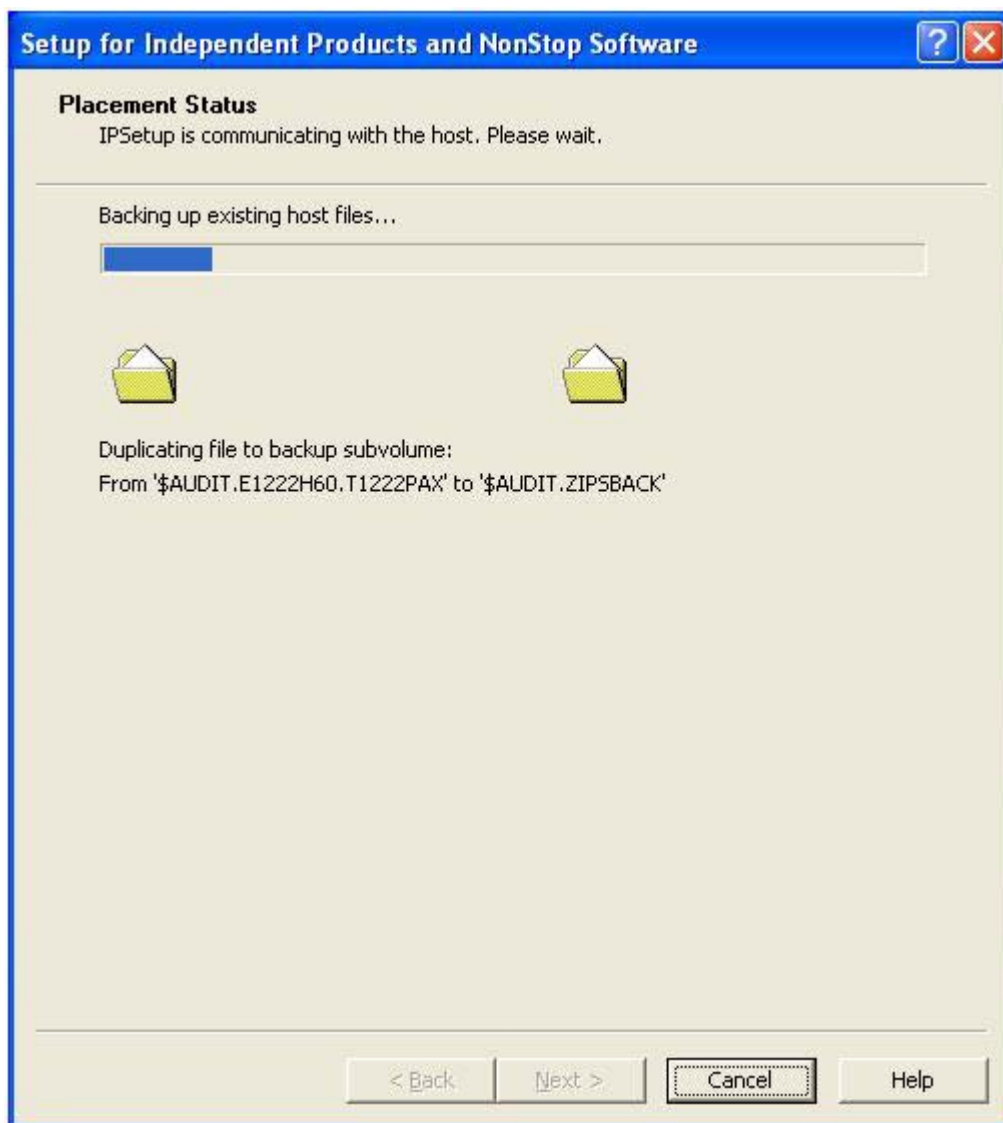 Setup for Independent Products and NonStop Software
Placement Status
IPSetup is communicating with the host. Please wait.
Backing up existing host files...
Duplicating file to backup subvolume:
From '$AUDIT.E1222H60.T1222PAX' to '$AUDIT.ZIPSBACK'
< Back Next > Cancel Help